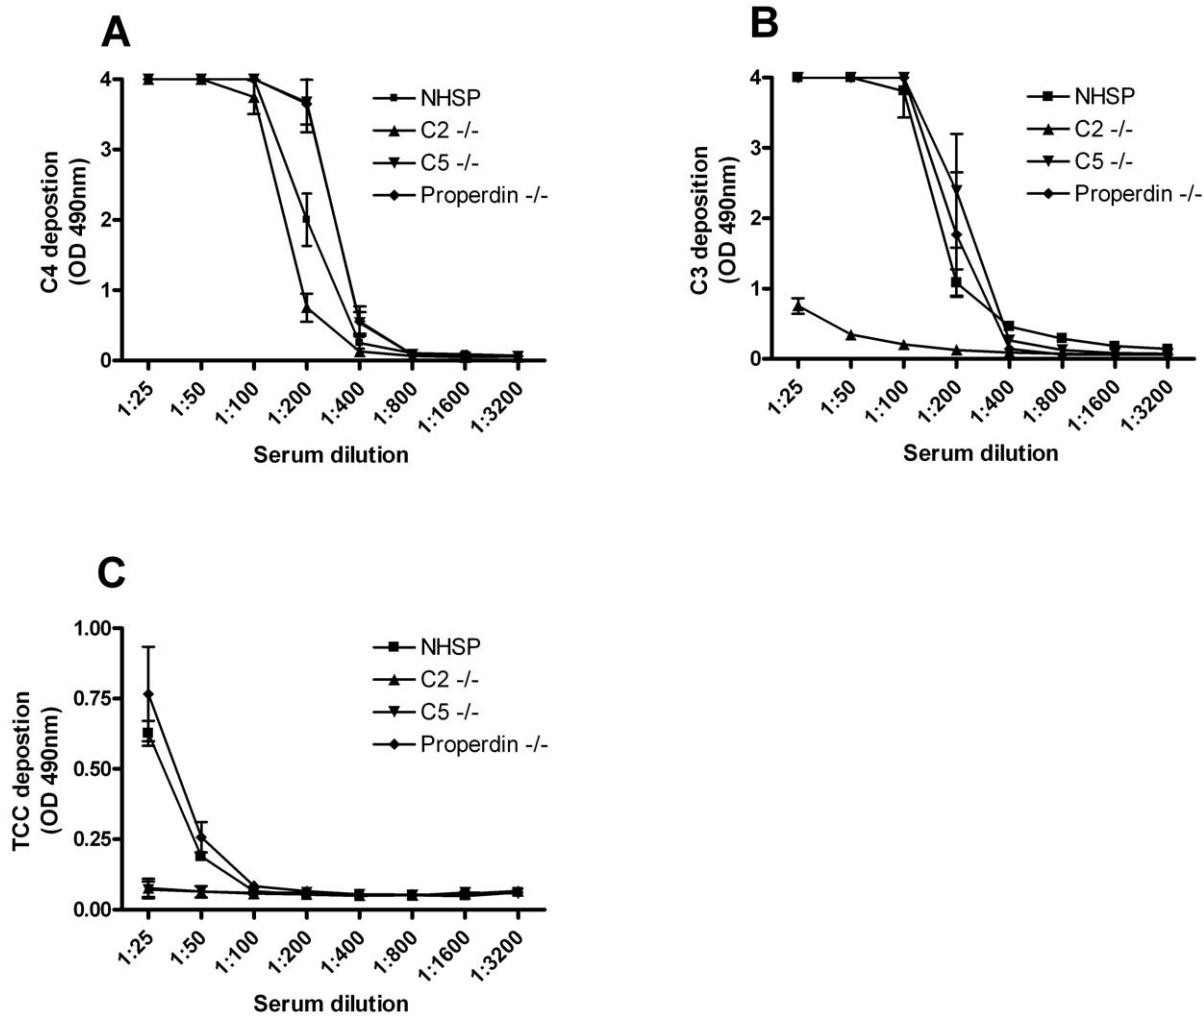 A
4
3
2
1
0
C4 depostion
(OD 490nm)
NHSP
C2 -/-
C5 -/-
Properdin -/-
1:25
1:50
1:100
1:200
1:400
1:800
1:1600
1:3200
Serum dilution
B
4
3
2
1
0
C3 deposition
(OD 490nm)
NHSP
C2 -/-
C5 -/-
Properdin -/-
1:25
1:50
1:100
1:200
1:400
1:800
1:1600
1:3200
Serum dilution
C
1.00
0.75
0.50
0.25
0.00
TCC depostion
(OD 490nm)
NHSP
C2 -/-
C5 -/-
Properdin -/-
1:25
1:50
1:100
1:200
1:400
1:800
1:1600
1:3200
Serum dilution